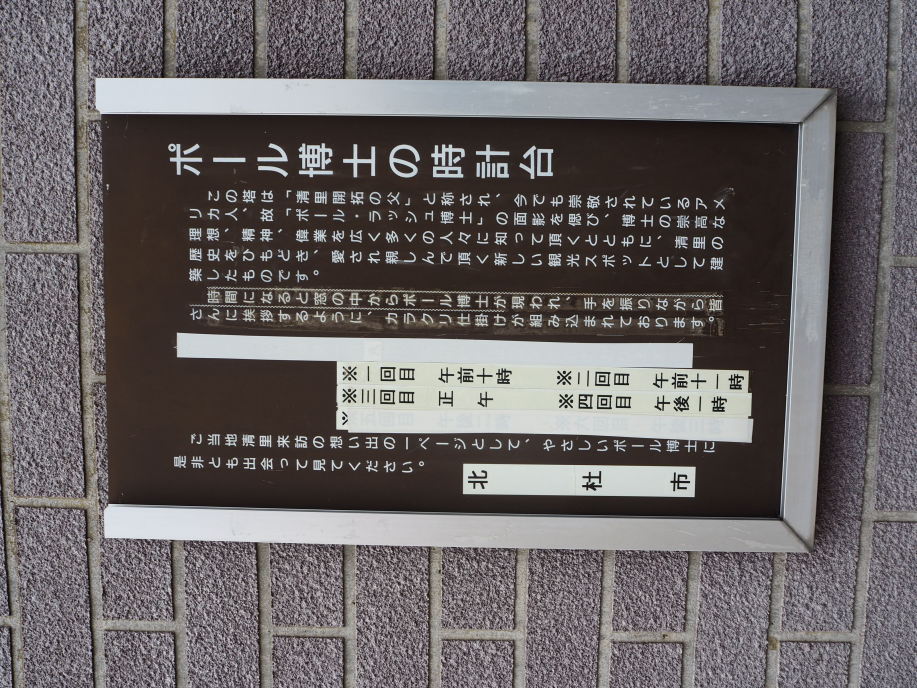 ポール博士の時計台
この塔は「清里開拓の父」と称され、今でも崇敬されているアメ
リカ人、故「ポール・ラッシュ博士」の面影を偲び、博士の崇高な
理想、精神、偉業を広く多くの人々に知って頂くとともに、清里の
歴史をひもどき、愛され親しんで頂く新しい観光スポットとしての建
築したものです。
時間になると窓の中からポール博士が現われ、手を振りながら皆
さんに挨拶するように、カラクリ仕掛けが組み込まれております。
※一回目 午前十時 ※二回目 午前十一時
※三回目 正午 ※四回目 午後一時
ご当地清里来訪の想い出の一ページとして、やさしいポール博士に
是非とも出会って見てください。
北杜市